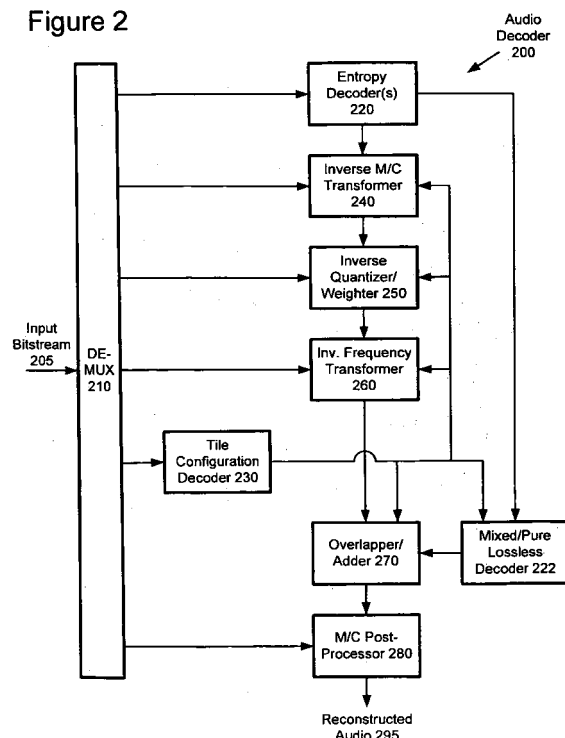 Figure 2
Audio
Decoder
200
Entropy
Decoder(s)
220
Inverse M/C
Transformer
240
Inverse
Quantizer/
Weighter 250
Input
Bitstream
205
DE-
MUX
210
Inv. Frequency
Transformer
260
Tile
Configuration
Decoder 230
Overlapper/
Adder 270
Mixed/Pure
Lossless
Decoder 222
M/C Post-
Processor 280
Reconstructed
Audio 295